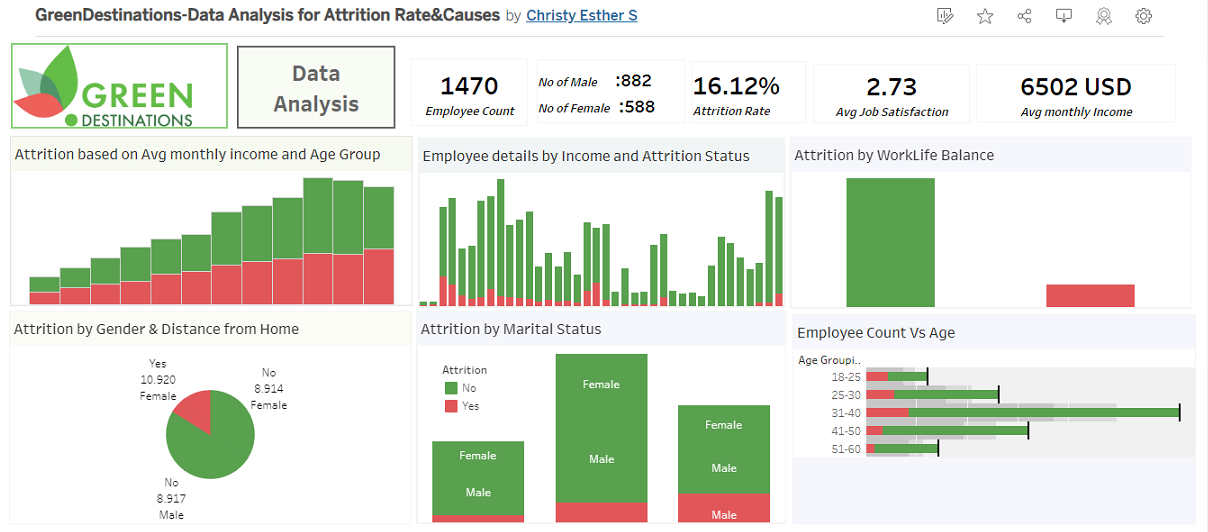 GreenDestinations-Data Analysis for Attrition Rate&Causes by Christy Esther S
GREEN
DESTINATIONS
Data
Analysis
1470
Employee Count
No of Male :882
No of Female :588
16.12%
Attrition Rate
2.73
Avg Job Satisfaction
6502 USD
Avg monthly Income
Attrition based on Avg monthly income and Age Group
Employee details by Income and Attrition Status
Attrition by WorkLife Balance
Attrition by Gender & Distance from Home
Yes
10.920
Female
No
8.914
Female
No
8.917
Male
Attrition by Marital Status
Attrition
No
Yes
Female
Male
Female
Male
Female
Male
Male
Employee Count Vs Age
Age Groupi..
18-25
25-30
31-40
41-50
51-60